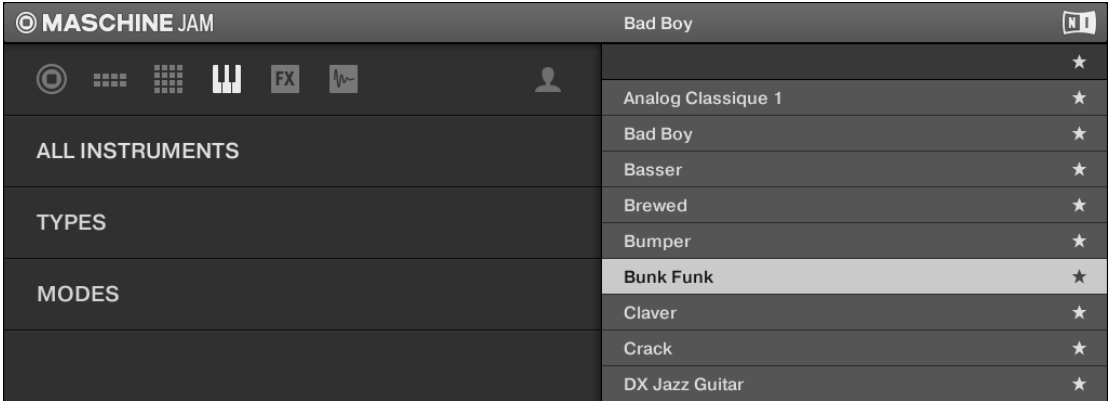 MASCHINE JAM
Bad Boy
NI
FX
ALL INSTRUMENTS
TYPES
MODES
Analog Classique 1
Bad Boy
Basser
Brewed
Bumper
Bunk Funk
Claver
Crack
DX Jazz Guitar